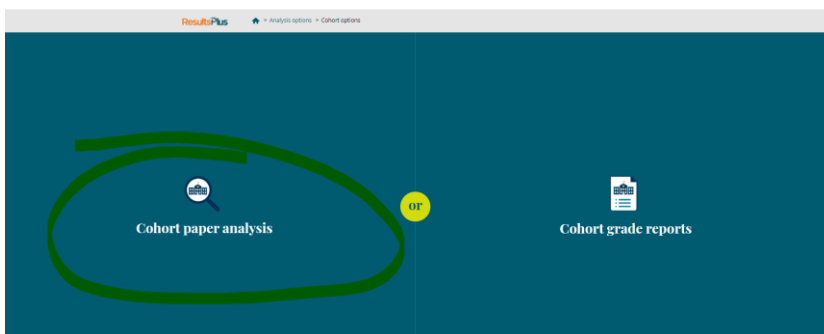 ResultsPlus > Analysis options > Cohort options
Cohort paper analysis
or
Cohort grade reports